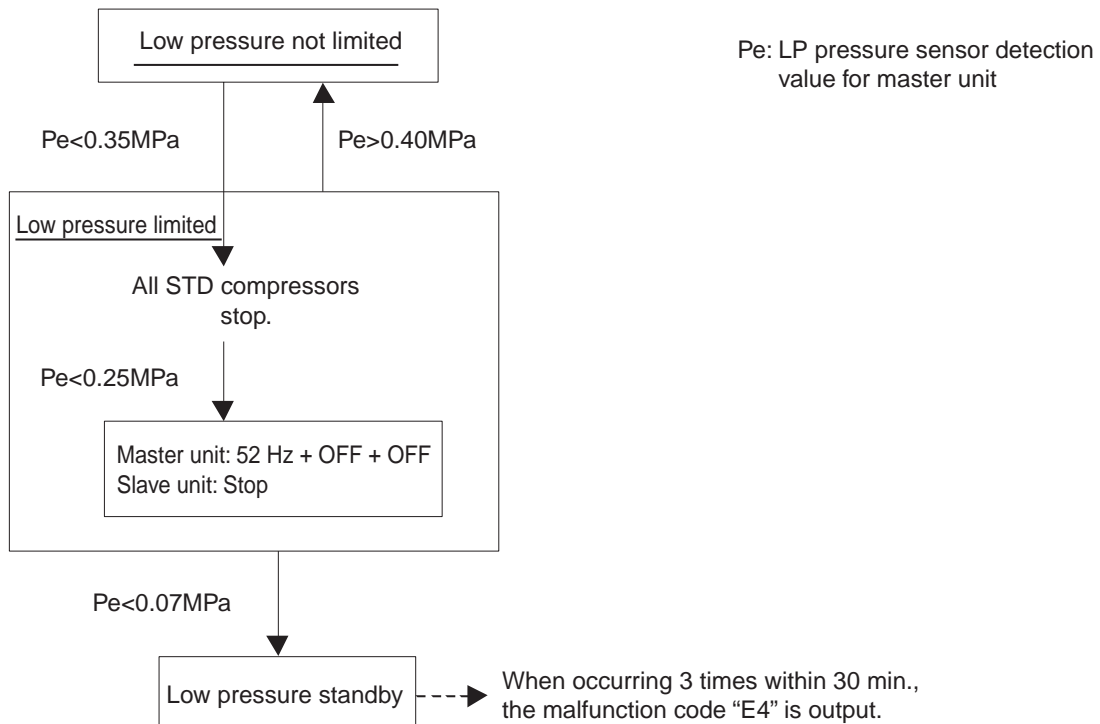 Low pressure not limited
Pe: LP pressure sensor detection
value for master unit
Pe<0.35MPa
Pe>0.40MPa
Low pressure limited
All STD compressors
stop.
Pe<0.25MPa
Master unit: 52 Hz + OFF + OFF
Slave unit: Stop
Pe<0.07MPa
Low pressure standby
When occurring 3 times within 30 min.,
the malfunction code “E4” is output.